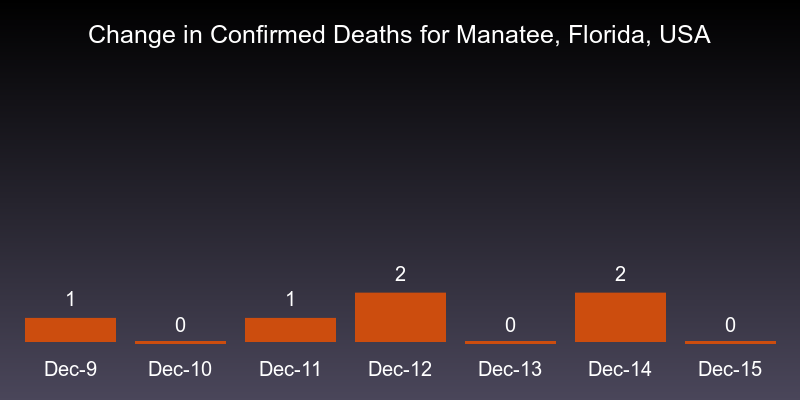 Change in Confirmed Deaths for Manatee, Florida, USA
1
0
1
2
0
2
0
Dec-9
Dec-10
Dec-11
Dec-12
Dec-13
Dec-14
Dec-15